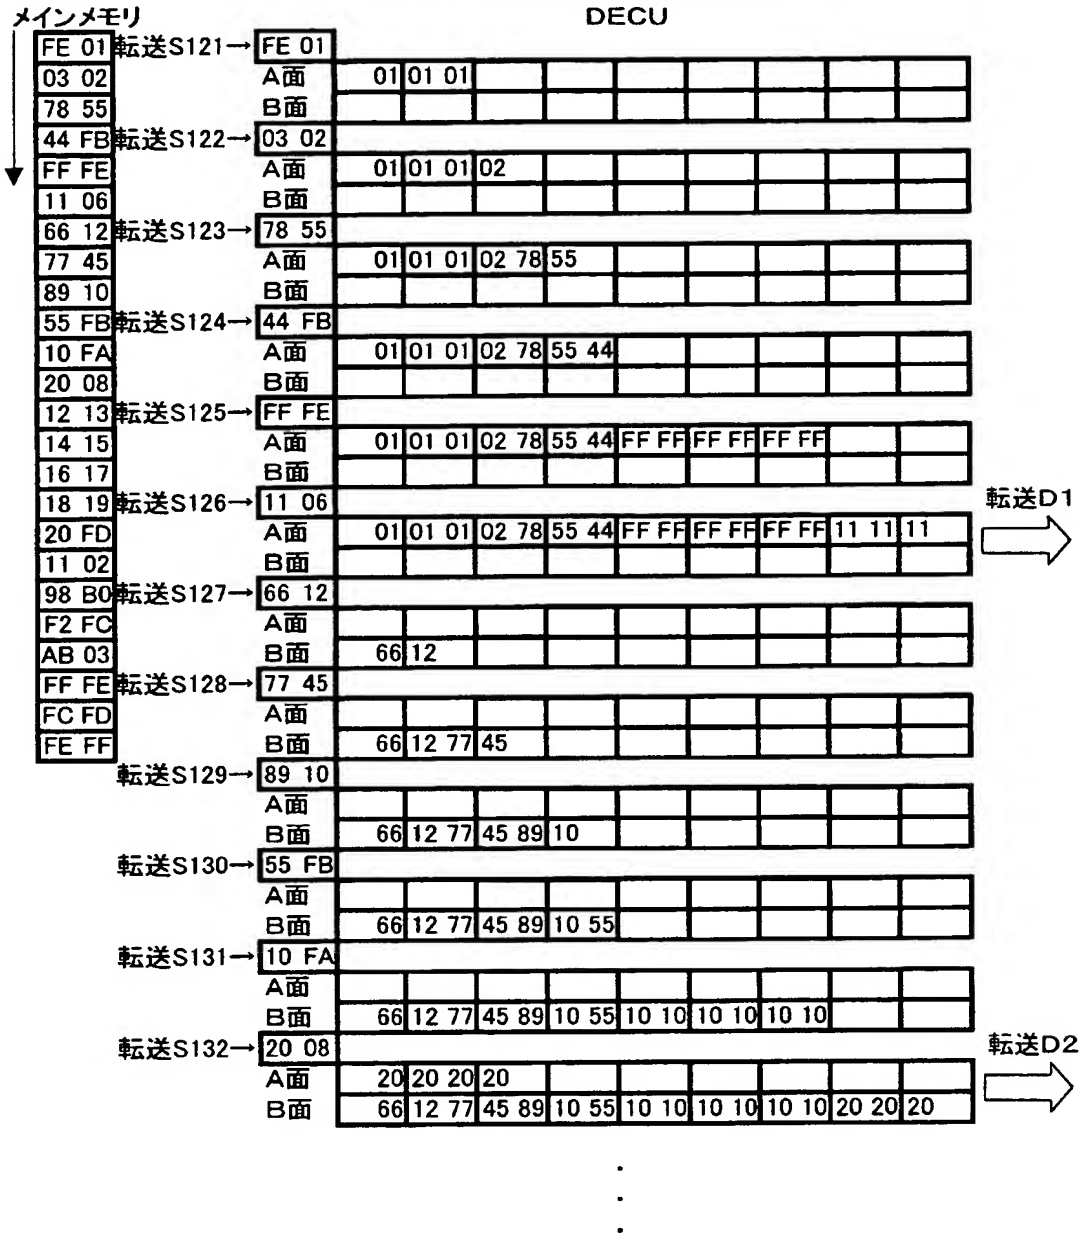 メインメモリ DECU
FE 01 転送S121→ FE 01
03 02 A面 01 01 01
78 55 B面
44 FB 転送S122→ 03 02
FF FE A面 01 01 01 02
11 06 B面
66 12 転送S123→ 78 55
77 45 A面 01 01 01 02 78 55
89 10 B面
55 FB 転送S124→ 44 FB
10 FA A面 01 01 01 02 78 55 44
20 08 B面
12 13 転送S125→ FF FE
14 15 A面 01 01 01 02 78 55 44 FF FF FF FF FF FF
16 17 B面
18 19 転送S126→ 11 06 転送D1
20 FD A面 01 01 01 02 78 55 44 FF FF FF FF FF FF 11 11 11
11 02 B面
98 B0 転送S127→ 66 12
F2 FC A面
AB 03 B面 66 12
FF FE 転送S128→ 77 45
FC FD A面
FE FF B面 66 12 77 45
転送S129→ 89 10
A面
B面 66 12 77 45 89 10
転送S130→ 55 FB
A面
B面 66 12 77 45 89 10 55
転送S131→ 10 FA
A面
B面 66 12 77 45 89 10 55 10 10 10 10 10 10
転送S132→ 20 08 転送D2
A面 20 20 20 20
B面 66 12 77 45 89 10 55 10 10 10 10 10 10 20 20 20